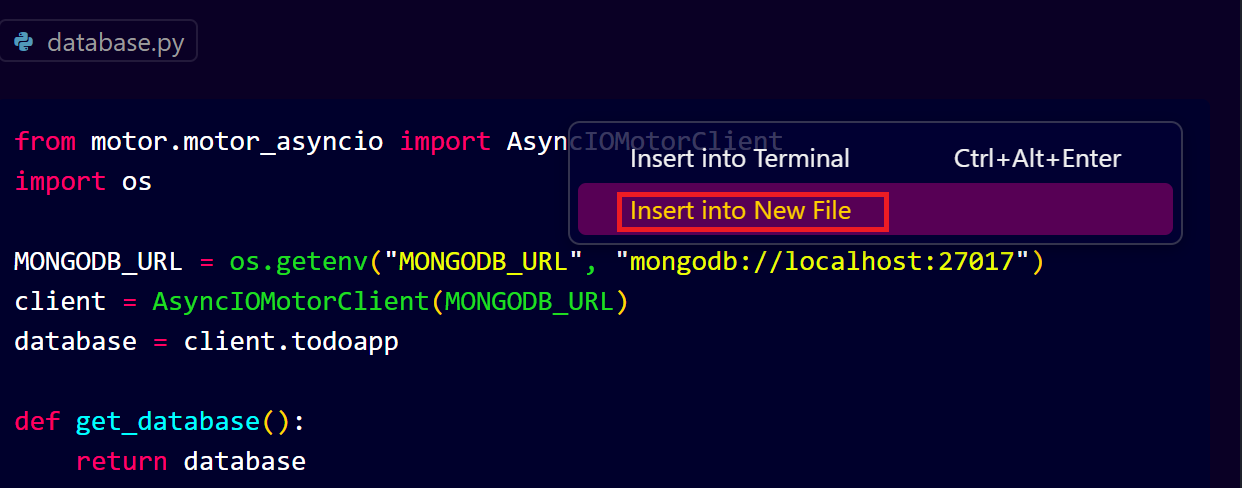 database.py
from motor.motor_asyncio import AsyncIOMotorClient
Insert into Terminal Ctrl+Alt+Enter
import os
Insert into New File
MONGODB_URL = os.getenv("MONGODB_URL", "mongodb://localhost:27017")
client = AsyncIOMotorClient(MONGODB_URL)
database = client.todoapp
def get_database():
    return database